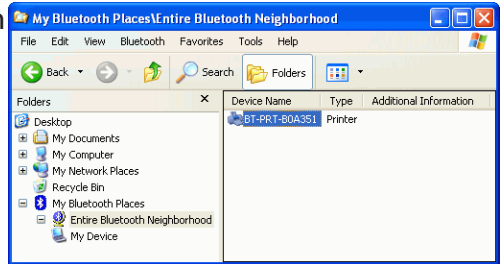 n
My Bluetooth Places\Entire Bluetooth Neighborhood
File Edit View Bluetooth Favorites Tools Help
Back Search Folders
Folders x Device Name Type Additional Information
Desktop BT-PRT-B0A351 Printer
My Documents
My Computer
My Network Places
Recycle Bin
My Bluetooth Places
Entire Bluetooth Neighborhood
My Device